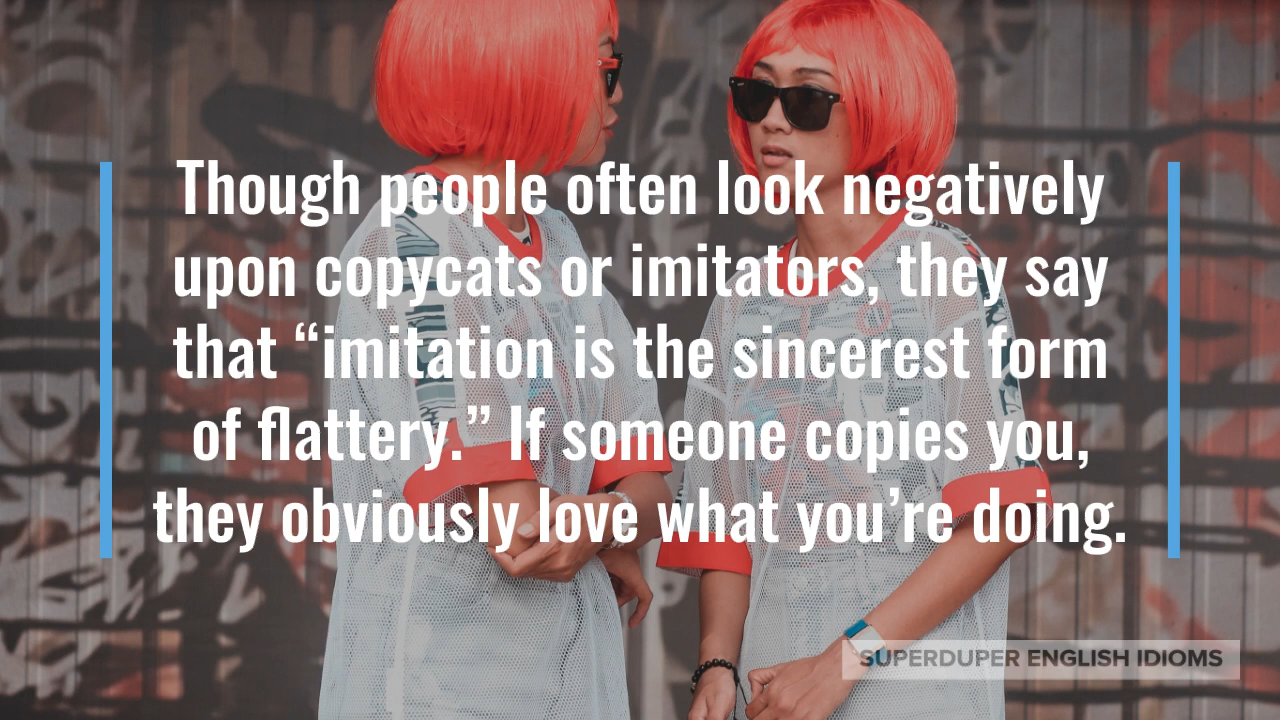 Though people often look negatively
upon copycats or imitators, they say
that “imitation is the sincerest form
of flattery.” If someone copies you,
they obviously love what you’re doing.
SUPERDUPER ENGLISH IDIOMS